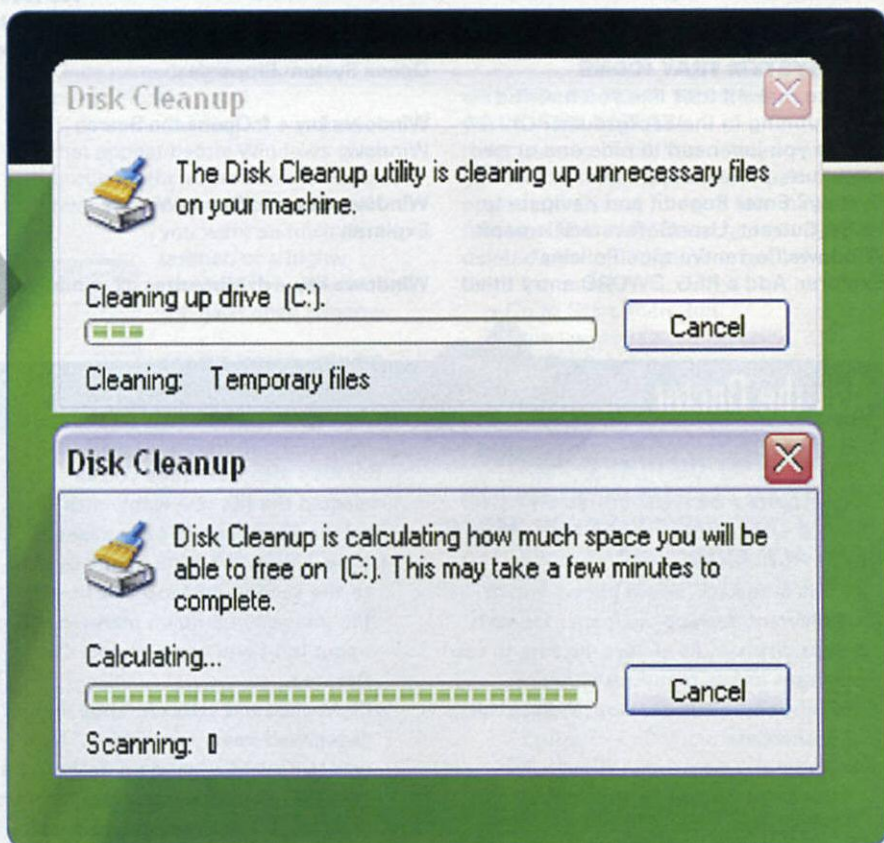 Disk Cleanup
The Disk Cleanup utility is cleaning up unnecessary files
on your machine.
Cleaning up drive (C:).
Cancel
Cleaning: Temporary files
Disk Cleanup
Disk Cleanup is calculating how much space you will be
able to free on (C:). This may take a few minutes to
complete.
Calculating...
Cancel
Scanning: